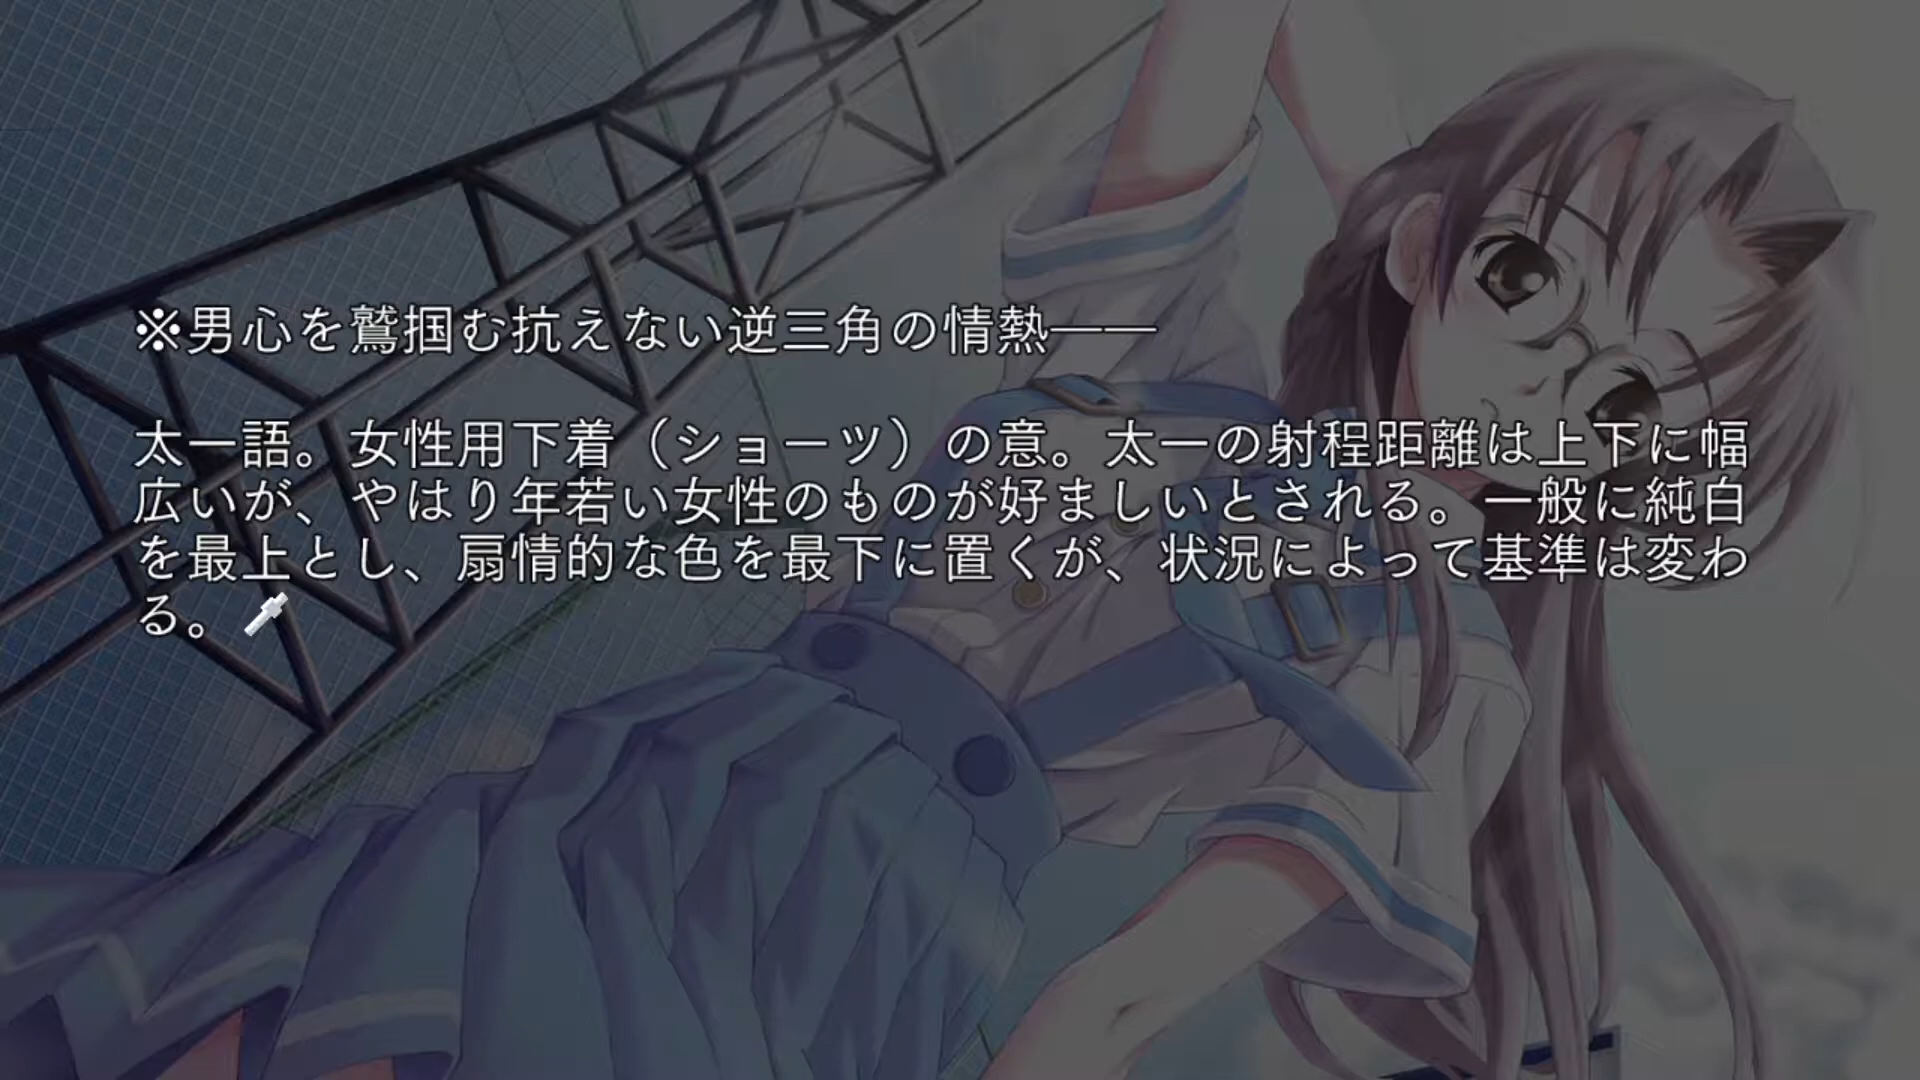 ※男心を鷲掴む抗えない逆三角の情熱――
太一語。女性用下着（ショーツ）の意。太一の射程距離は上下に幅
広いが、やはり年若い女性のものが好ましいとされる。一般に純白
を最上とし、扇情的な色を最下に置くが、状況によって基準は変わ
る。